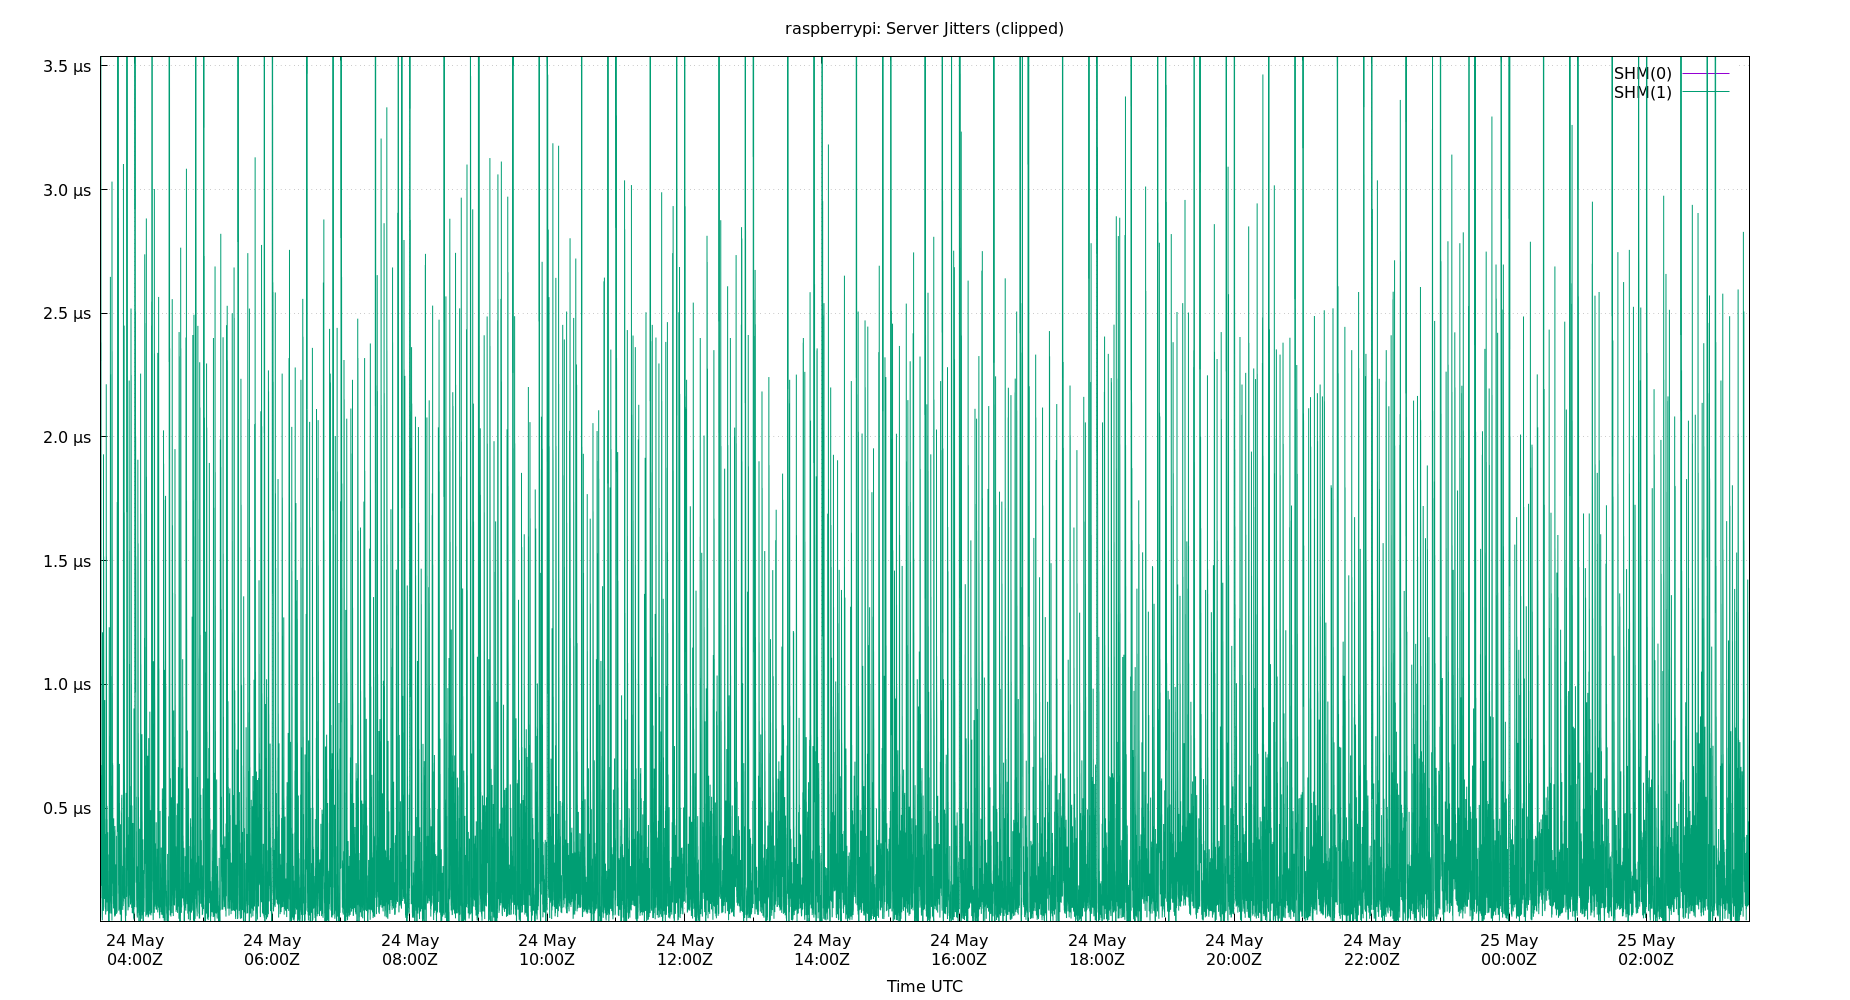 raspberrypi: Server Jitters (clipped)
3.5 μs
3.0 μs
2.5 μs
2.0 μs
1.5 μs
1.0 μs
0.5 μs
SHM(0)
SHM(1)
24 May 24 May 24 May 24 May 24 May 24 May 24 May 24 May 24 May 24 May 25 May 25 May
04:00Z 06:00Z 08:00Z 10:00Z 12:00Z 14:00Z 16:00Z 18:00Z 20:00Z 22:00Z 00:00Z 02:00Z
Time UTC